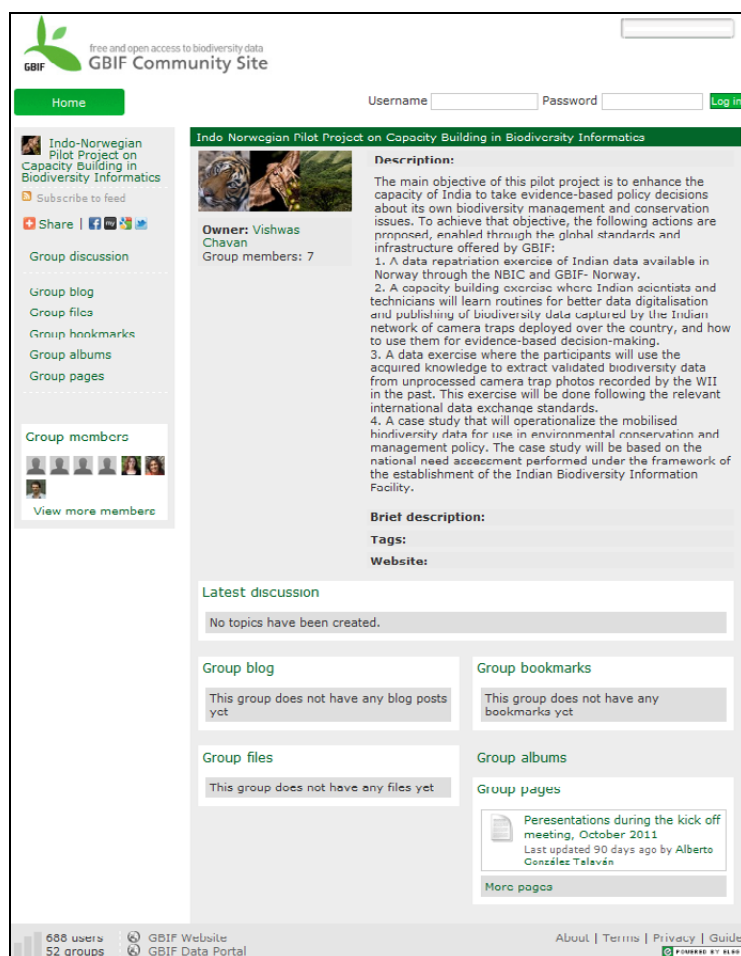 free and open access to biodiversity data
GBIF Community Site
GBIF
Home
Username
Password
Log in
Indo-Norwegian
Pilot Project on
Capacity Building in
Biodiversity Informatics
Subscribe to feed
Share |
Group discussion
Group blog
Group files
Group bookmarks
Group albums
Group pages
Group members
View more members
Indo Norwegian Pilot Project on Capacity Building in Biodiversity Informatics
Owner: Vishwas
Chavan
Group members: 7
Description:
The main objective of this pilot project is to enhance the
capacity of India to take evidence-based policy decisions
about its own biodiversity management and conservation
issues. To achieve that objective, the following actions are
proposed, enabled through the global standards and
infrastructure offered by GBIF:
1. A data repatriation exercise of Indian data available in
Norway through the NBIC and GBIF- Norway.
2. A capacity building exercise where Indian scientists and
technicians will learn routines for better data digitalisation
and publishing of biodiversity data captured by the Indian
network of camera traps deployed over the country, and how
to use them for evidence-based decision-making.
3. A data exercise where the participants will use the
acquired knowledge to extract validated biodiversity data
from unprocessed camera trap photos recorded by the WII
in the past. This exercise will be done following the relevant
international data exchange standards.
4. A case study that will operationalize the mobilised
biodiversity data for use in environmental conservation and
management policy. The case study will be based on the
national need assessment performed under the framework of
the establishment of the Indian Biodiversity Information
Facility.
Brief description:
Tags:
Website:
Latest discussion
No topics have been created.
Group blog
This group does not have any blog posts
yet
Group bookmarks
This group does not have any
bookmarks yet
Group files
This group does not have any files yet
Group albums
Group pages
Peresentations during the kick off
meeting, October 2011
Last updated 90 days ago by Alberto
González Talaván
More pages
688 users
52 groups
GBIF Website
GBIF Data Portal
About | Terms | Privacy | Guide
POWERED BY ELGG